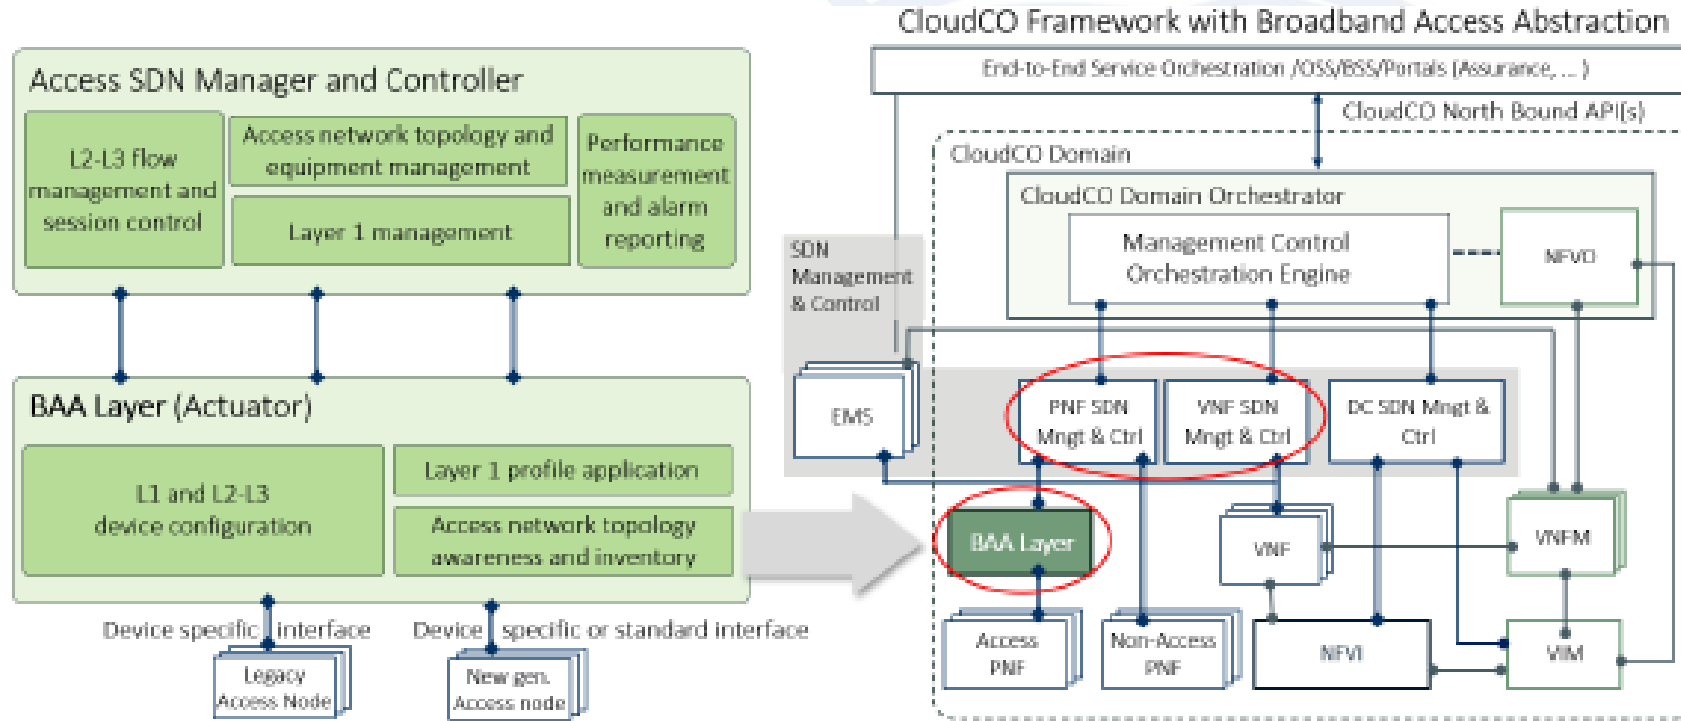 Access SDN Manager and Controller
L2-L3 flow
management and
session control
Access network topology and
equipment management
Layer 1 management
Performance
measurement
and alarm
reporting
BAA Layer (Actuator)
L1 and L2-L3
device configuration
Layer 1 profile application
Access network topology
awareness and inventory
Device specific interface
Device specific or standard interface
Legacy
Access Node
New gen.
Access node
CloudCO Framework with Broadband Access Abstraction
End-to-End Service Orchestration /OSS/BSS/Portals (Assurance, ... )
CloudCO North Bound API(s)
CloudCO Domain
CloudCO Domain Orchestrator
Management Control
Orchestration Engine
NFVO
SDN
Management
& Control
EMS
PNF SDN
Mngt & Ctrl
VNF SDN
Mngt & Ctrl
DC SDN Mngt &
Ctrl
BAA Layer
VNF
VNFM
Access
PNF
Non-Access
PNF
NFVI
VIM